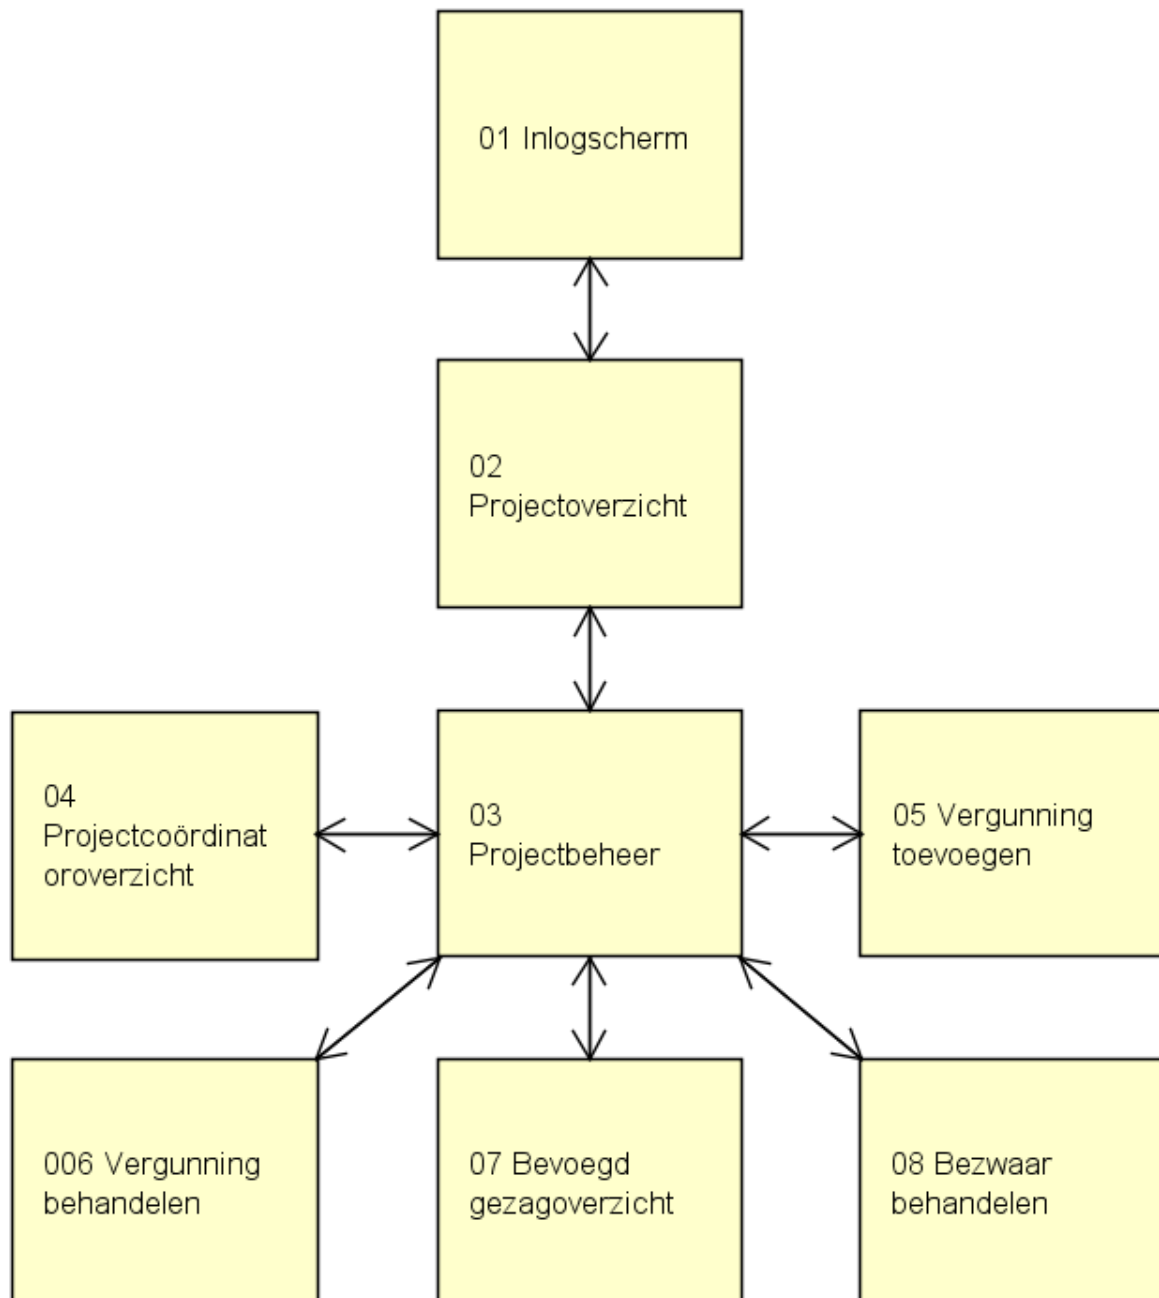 01 Inlogscherm
02
Projectoverzicht
04
Projectcoördinat
oroverzicht
03
Projectbeheer
05 Vergunning
toevoegen
006 Vergunning
behandelen
07 Bevoegd
gezagoverzicht
08 Bezwaar
behandelen